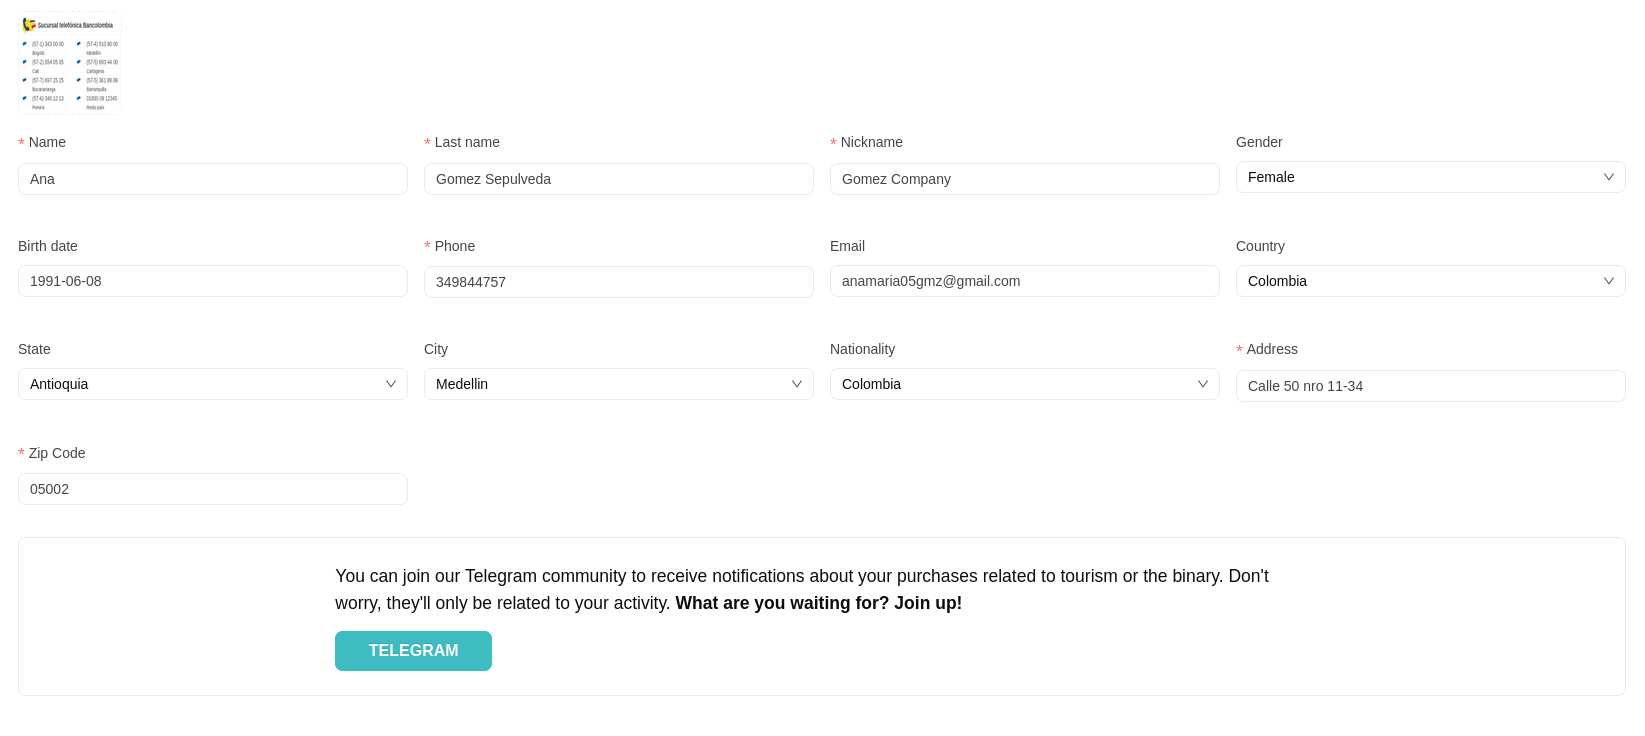 Sucursal telefónica Bancolombia
(57-1) 343 00 00 (57-4) 510 90 00
Bogotá Medellín
(57-2) 554 05 05 (57-5) 693 44 00
Cali Cartagena
(57-7) 697 25 25 (57-5) 361 88 88
Bucaramanga Barranquilla
(57-6) 340 12 13 01800 09 12345
Pereira Resto país
* Name * Last name * Nickname Gender
Ana Gomez Sepulveda Gomez Company Female
Birth date * Phone Email Country
1991-06-08 349844757 anamaria05gmz@gmail.com Colombia
State City Nationality * Address
Antioquia Medellin Colombia Calle 50 nro 11-34
* Zip Code
05002
You can join our Telegram community to receive notifications about your purchases related to tourism or the binary. Don't
worry, they'll only be related to your activity. What are you waiting for? Join up!
TELEGRAM